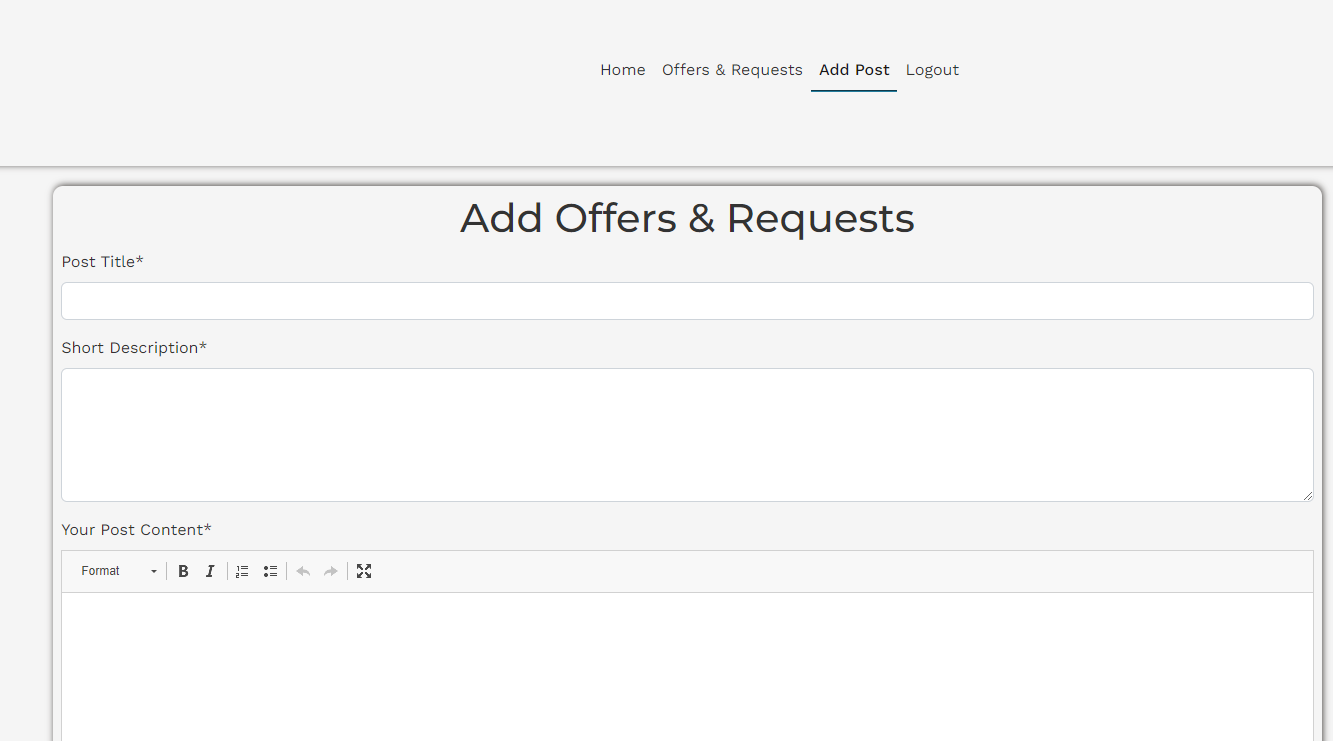 Home Offers & Requests Add Post Logout
Add Offers & Requests
Post Title*
Short Description*
Your Post Content*
Format B I